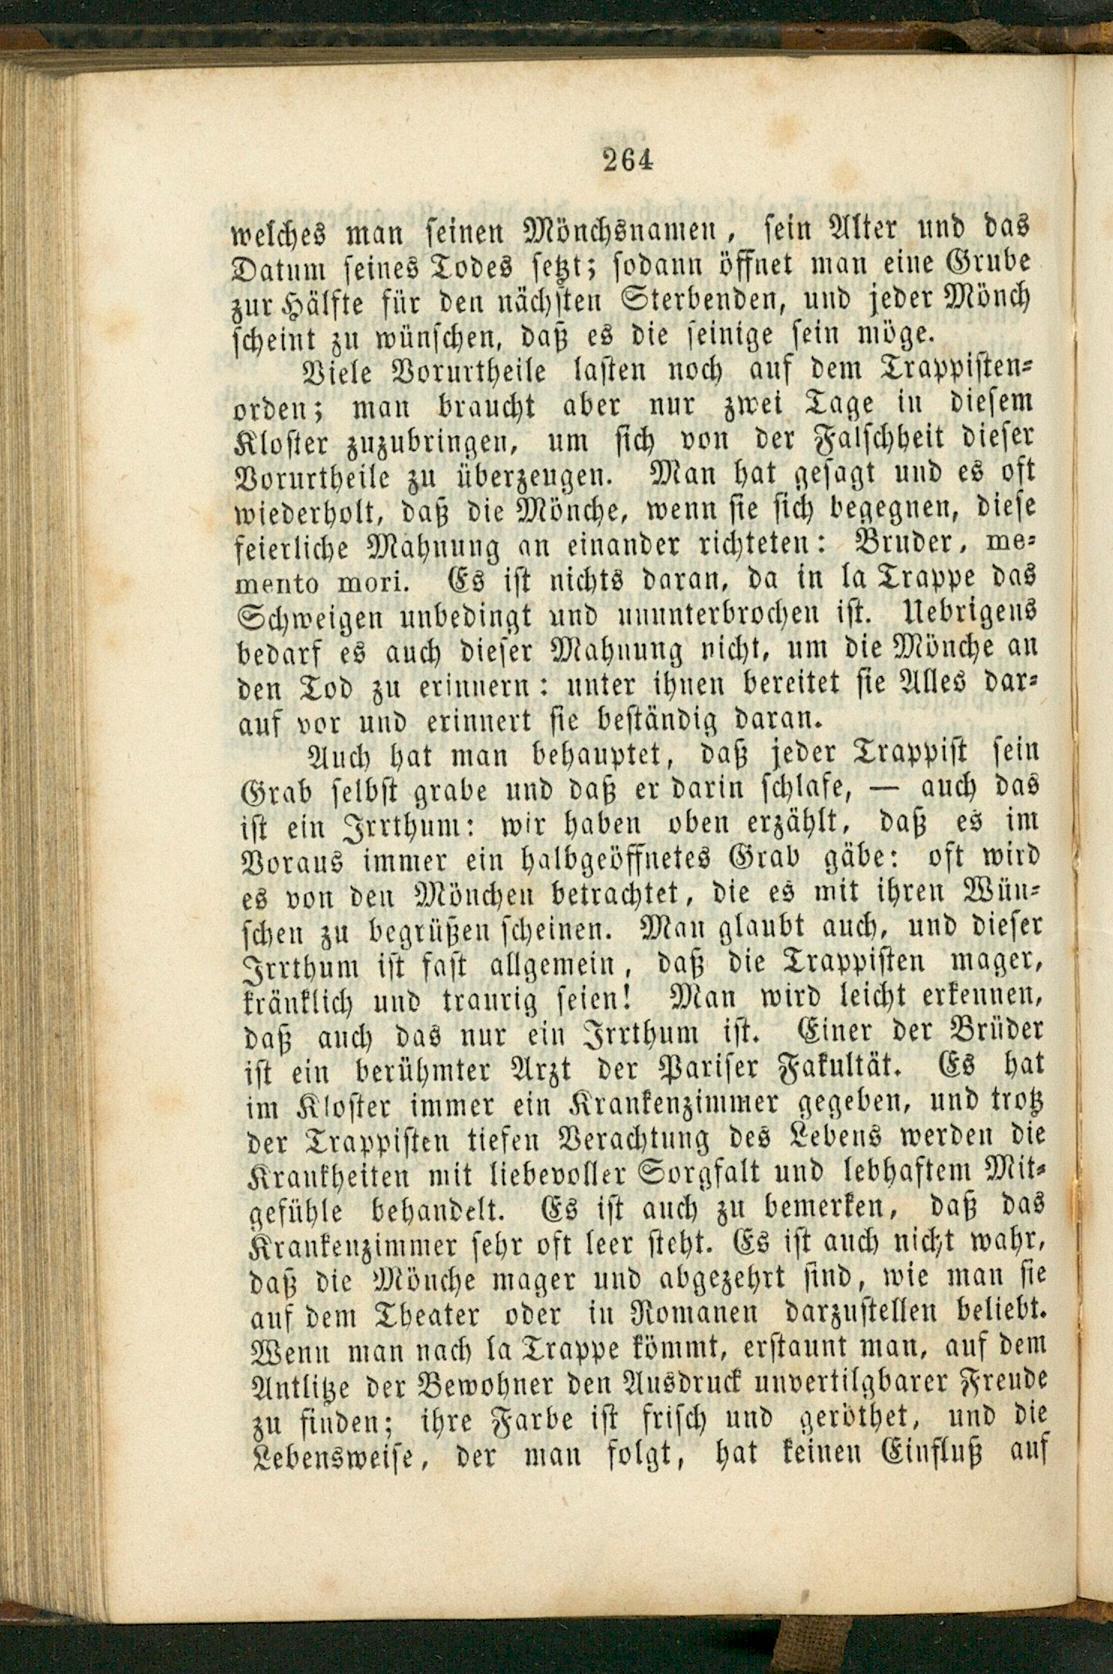 264
welches man seinen Mönchsnamen, sein Alter und das
Datum seines Todes setzt; sodann öffnet man eine Grube
zur Hälfte für den nächsten Sterbenden, und jeder Mönch
scheint zu wünschen, daß es die seinige sein möge.
Viele Vorurtheile lasten noch auf dem Trappisten-
orden; man braucht aber nur zwei Tage in diesem
Kloster zuzubringen, um sich von der Falschheit dieser
Vorurtheile zu überzeugen. Man hat gesagt und es oft
wiederholt, daß die Mönche, wenn sie sich begegnen, diese
feierliche Mahnung an einander richteten: Bruder, me-
mento mori. Es ist nichts daran, da in la Trappe das
Schweigen unbedingt und ununterbrochen ist. Uebrigens
bedarf es auch dieser Mahnung nicht, um die Mönche an
den Tod zu erinnern: unter ihnen bereitet sie Alles dar-
auf vor und erinnert sie beständig daran.
Auch hat man behauptet, daß jeder Trappist sein
Grab selbst grabe und daß er darin schlafe, — auch das
ist ein Irrthum: wir haben oben erzählt, daß es im
Voraus immer ein halbgeöffnetes Grab gäbe: oft wird
es von den Mönchen betrachtet, die es mit ihren Wün-
schen zu begrüßen scheinen. Man glaubt auch, und dieser
Irrthum ist fast allgemein, daß die Trappisten mager,
kränklich und traurig seien! Man wird leicht erkennen,
daß auch das nur ein Irrthum ist. Einer der Brüder
ist ein berühmter Arzt der Pariser Fakultät. Es hat
im Kloster immer ein Krankenzimmer gegeben, und trotz
der Trappisten tiefen Verachtung des Lebens werden die
Krankheiten mit liebevoller Sorgfalt und lebhaftem Mit-
gefühle behandelt. Es ist auch zu bemerken, daß das
Krankenzimmer sehr oft leer steht. Es ist auch nicht wahr,
daß die Mönche mager und abgezehrt sind, wie man sie
auf dem Theater oder in Romanen darzustellen beliebt.
Wenn man nach la Trappe kömmt, erstaunt man, auf dem
Antlitze der Bewohner den Ausdruck unvertilgbarer Freude
zu finden; ihre Farbe ist frisch und geröthet, und die
Lebensweise, der man folgt, hat keinen Einfluß auf